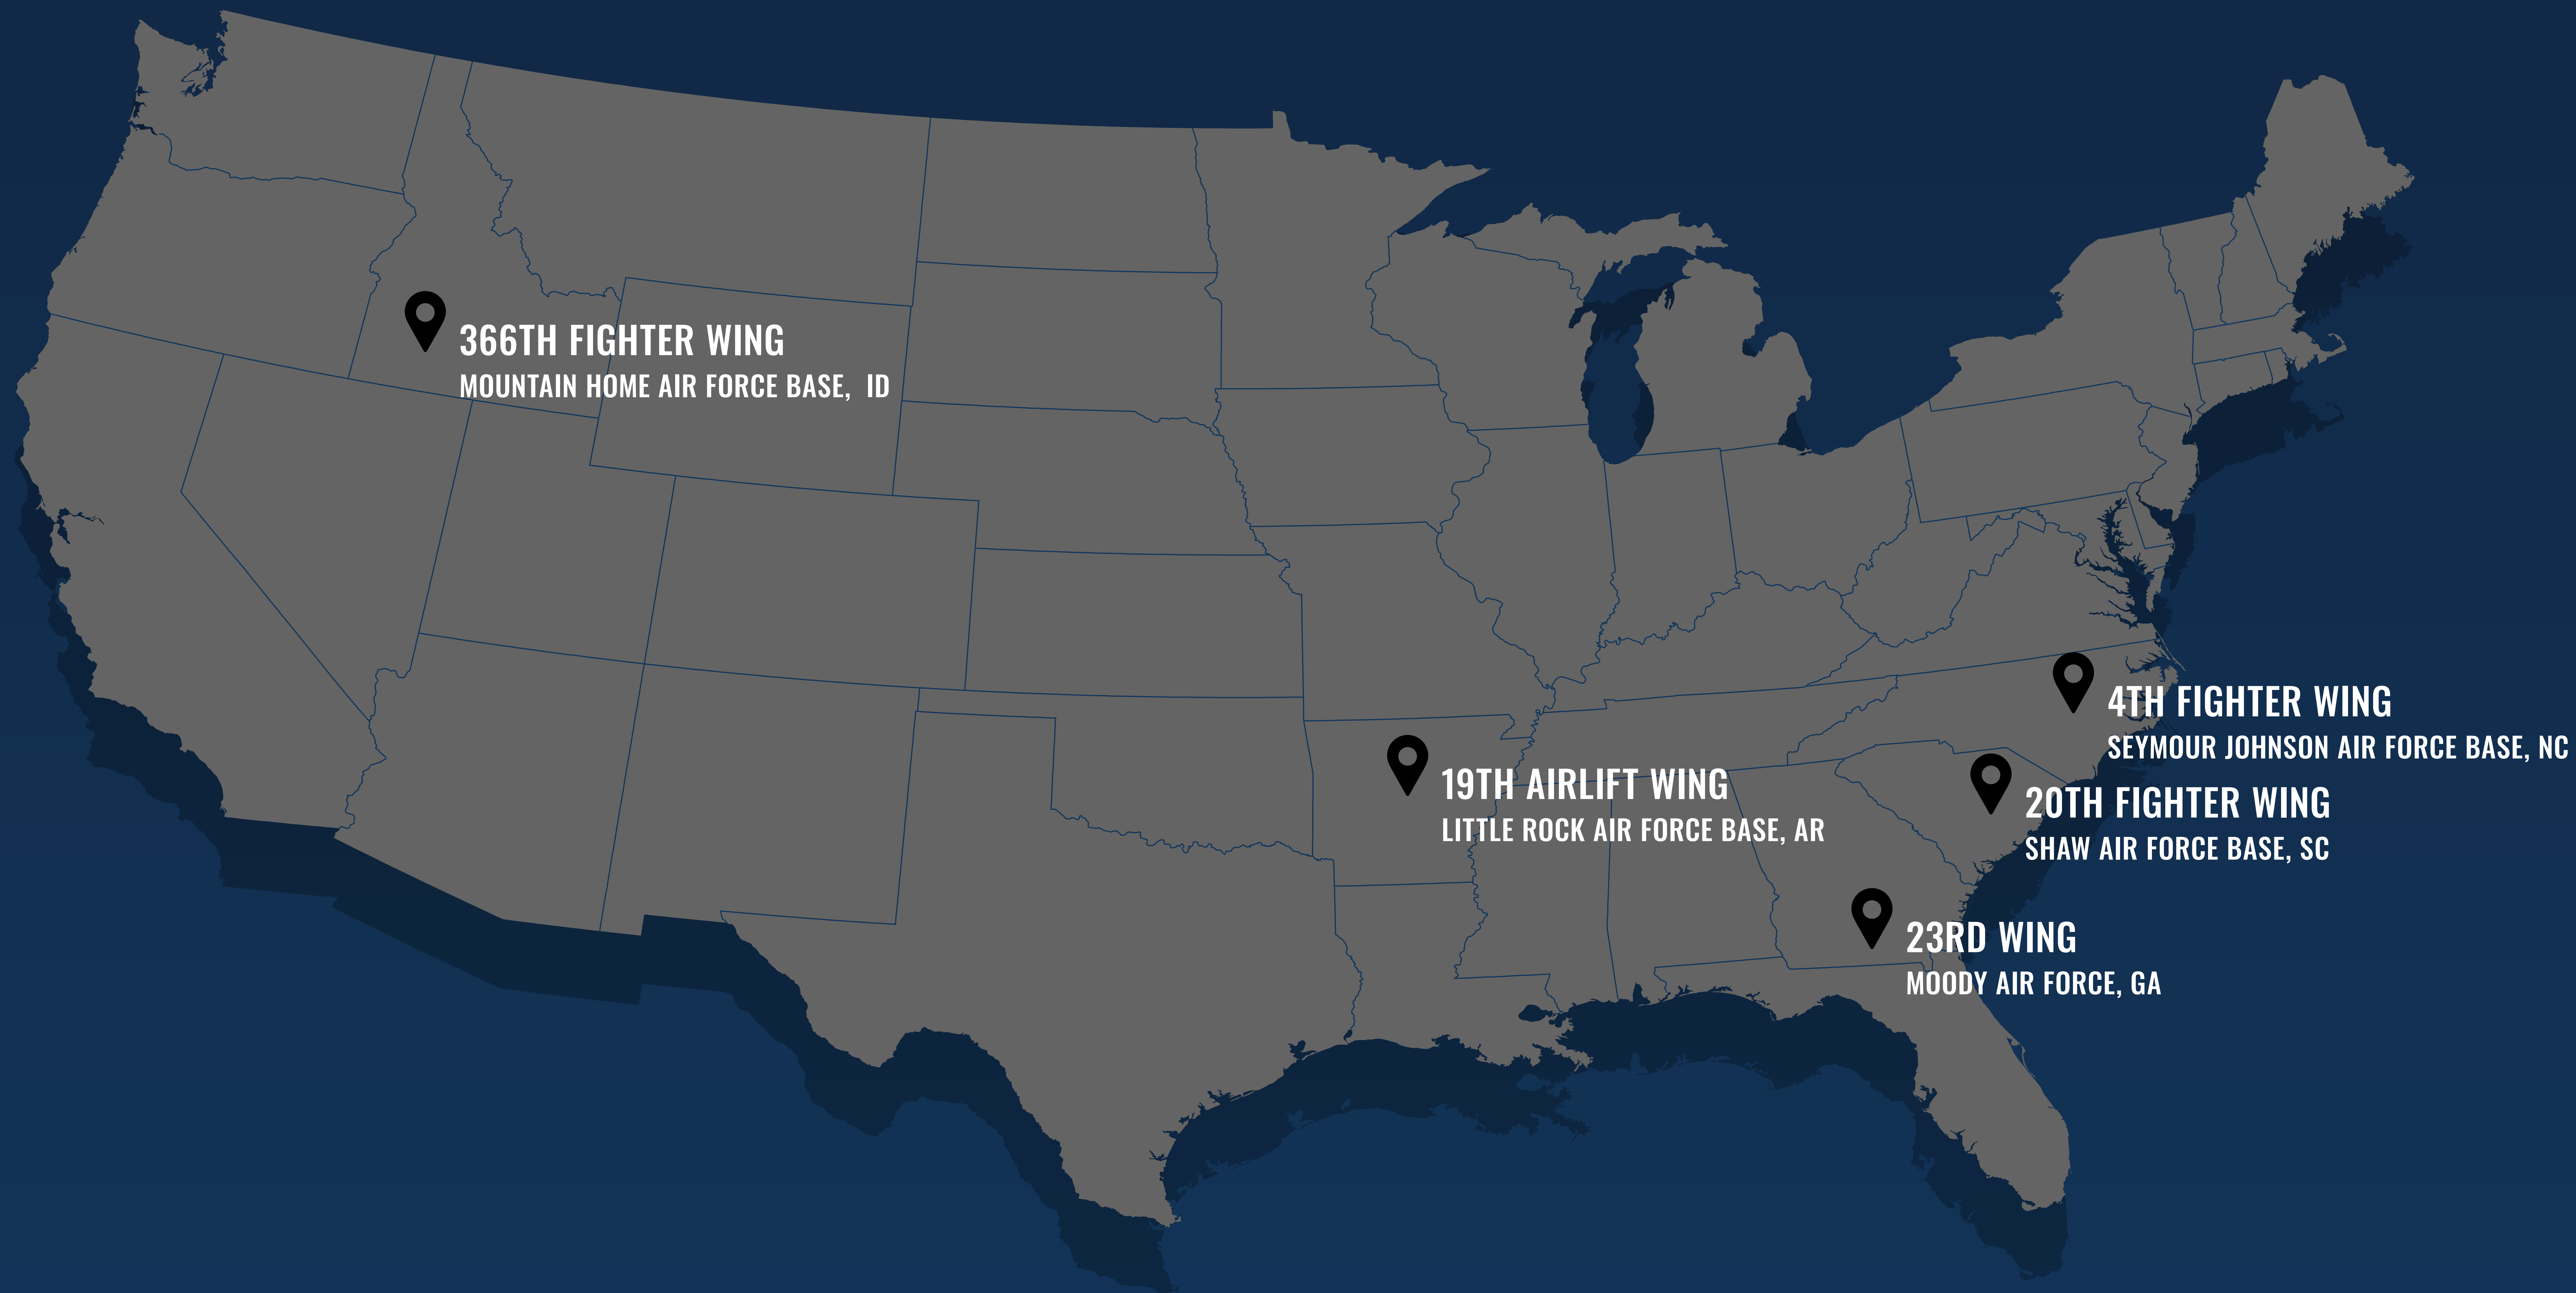 366TH FIGHTER WING
MOUNTAIN HOME AIR FORCE BASE,  ID
4TH FIGHTER WING
SEYMOUR JOHNSON AIR FORCE BASE, NC
19TH AIRLIFT WING
LITTLE ROCK AIR FORCE BASE, AR
20TH FIGHTER WING
SHAW AIR FORCE BASE, SC
23RD WING
MOODY AIR FORCE, GA